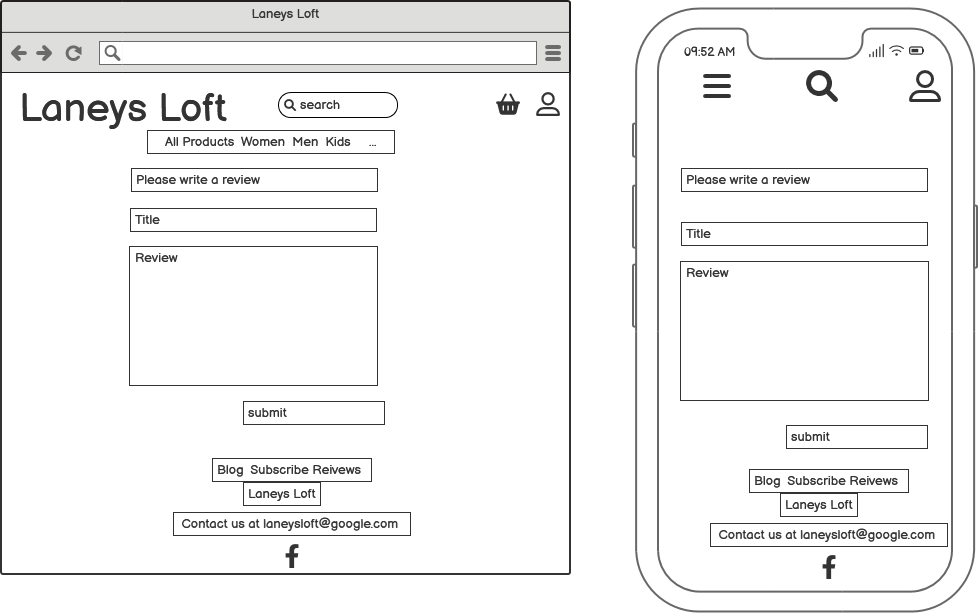 Laneys Loft
Laneys Loft
search
All Products Women Men Kids ...
Please write a review
Title
Review
submit
Blog Subscribe Reivews
Laneys Loft
Contact us at laneysloft@google.com
09:52 AM
Please write a review
Title
Review
submit
Blog Subscribe Reivews
Laneys Loft
Contact us at laneysloft@google.com